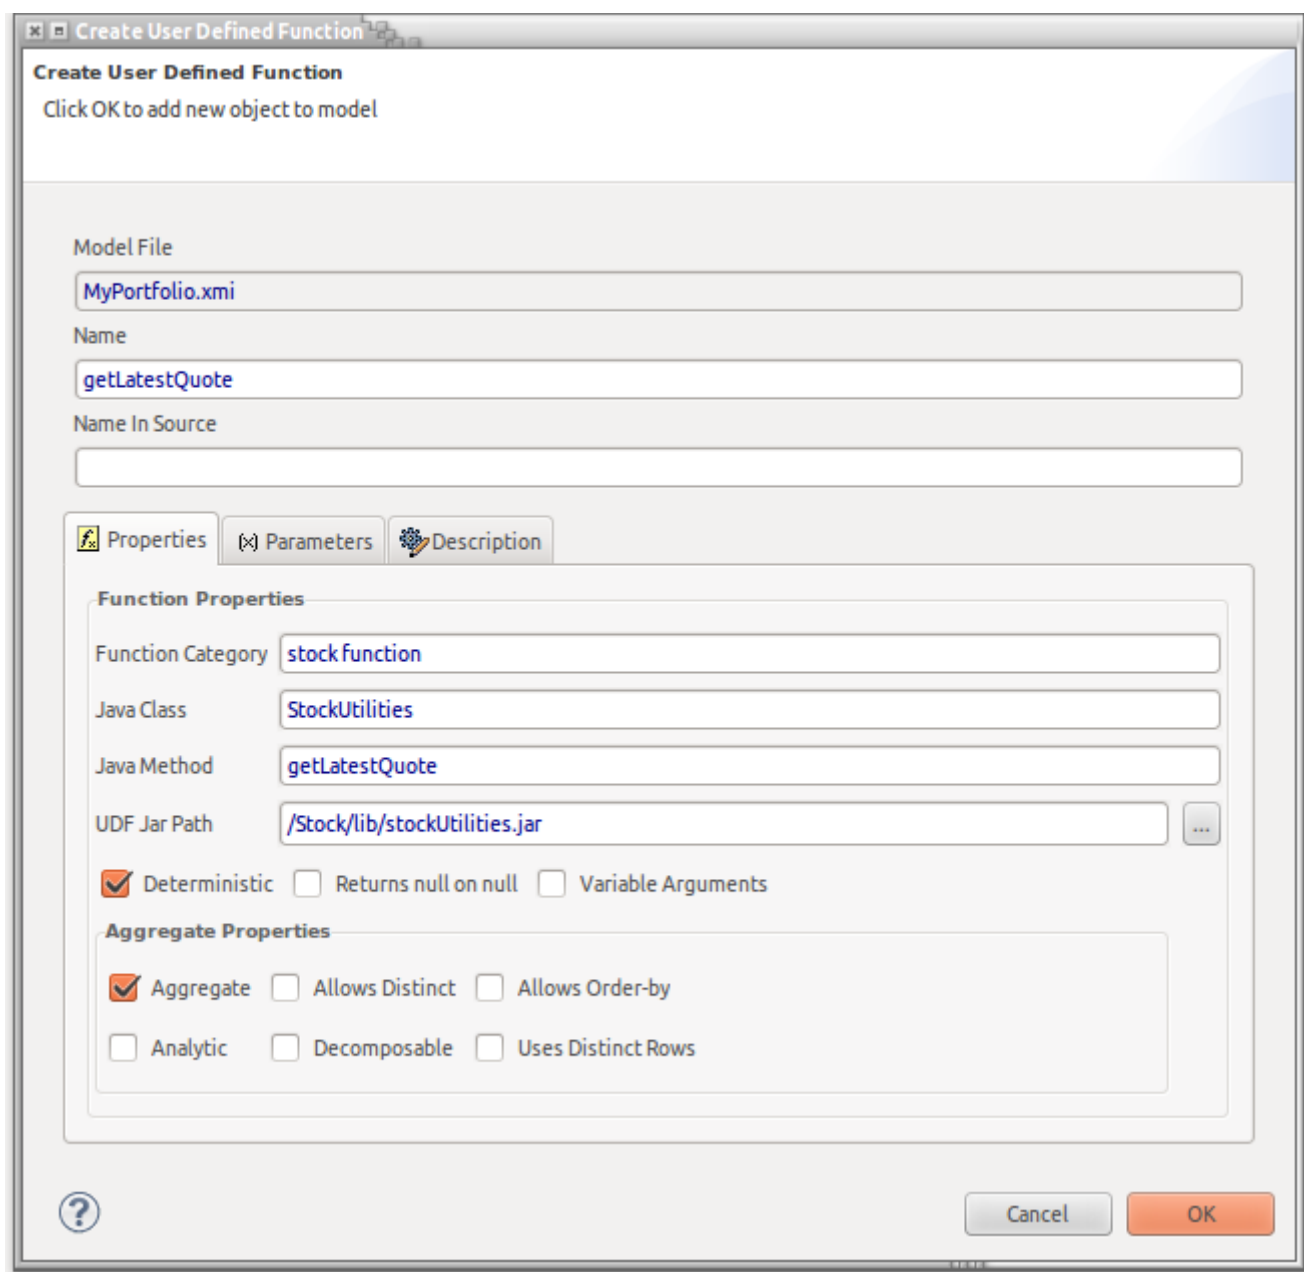 Create User Defined Function
Create User Defined Function
Click OK to add new object to model
Model File
MyPortfolio.xmi
Name
getLatestQuote
Name In Source
Properties (x) Parameters Description
Function Properties
Function Category stock function
Java Class StockUtilities
Java Method getLatestQuote
UDF Jar Path /Stock/lib/stockUtilities.jar ...
Deterministic Returns null on null Variable Arguments
Aggregate Properties
Aggregate Allows Distinct Allows Order-by
Analytic Decomposable Uses Distinct Rows
? Cancel OK